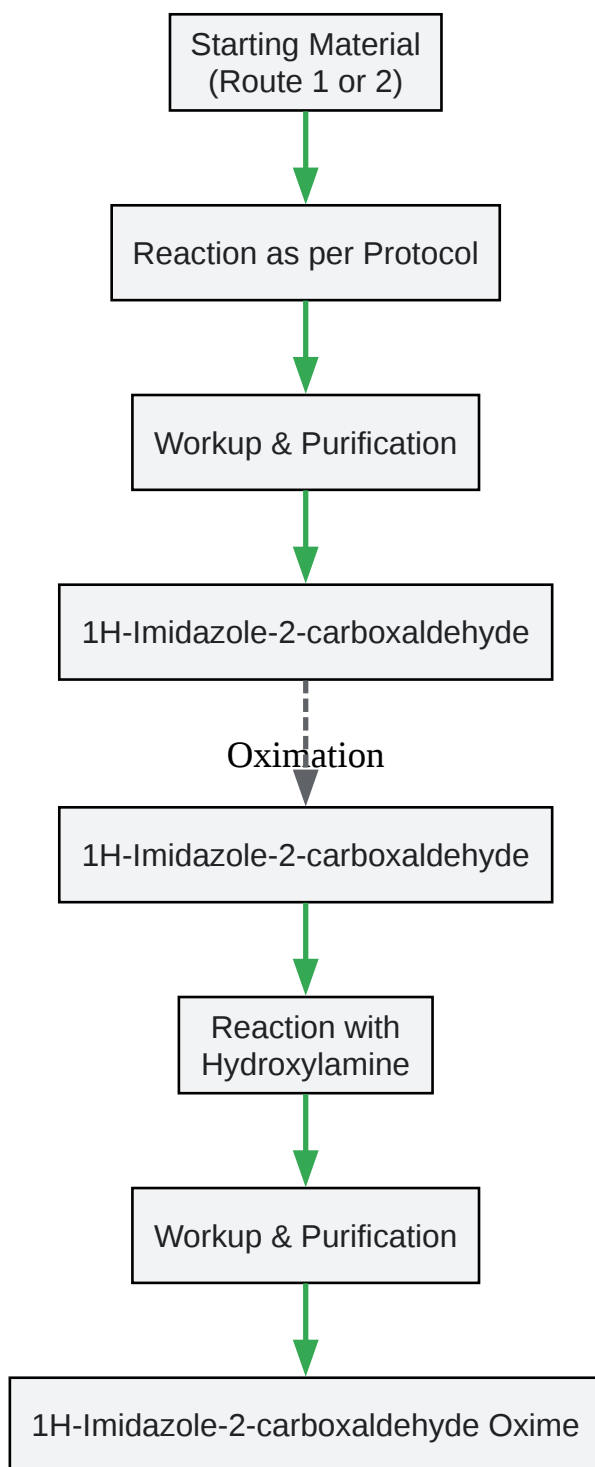 Starting Material
(Route 1 or 2)
Reaction as per Protocol
Workup & Purification
1H-Imidazole-2-carboxaldehyde
Oximation
1H-Imidazole-2-carboxaldehyde
Reaction with
Hydroxylamine
Workup & Purification
1H-Imidazole-2-carboxaldehyde Oxime